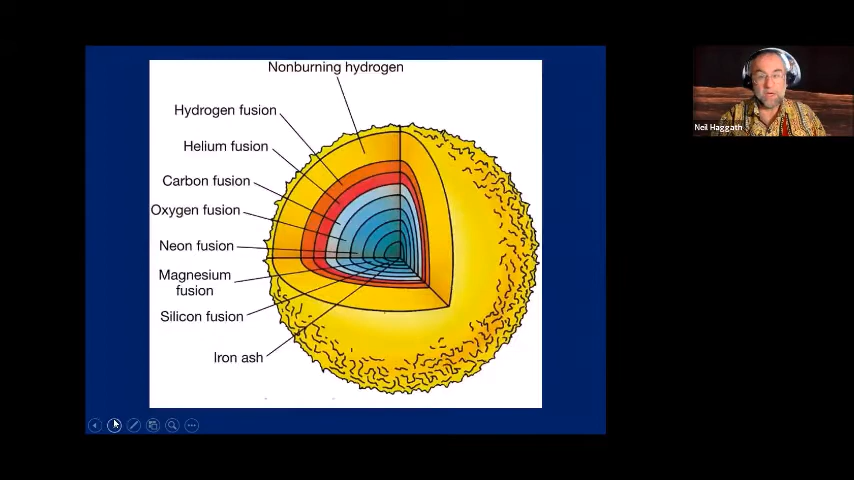 Nonburning hydrogen
Hydrogen fusion
Helium fusion
Carbon fusion
Oxygen fusion
Neon fusion
Magnesium
fusion
Silicon fusion
Iron ash
Neil Haggath